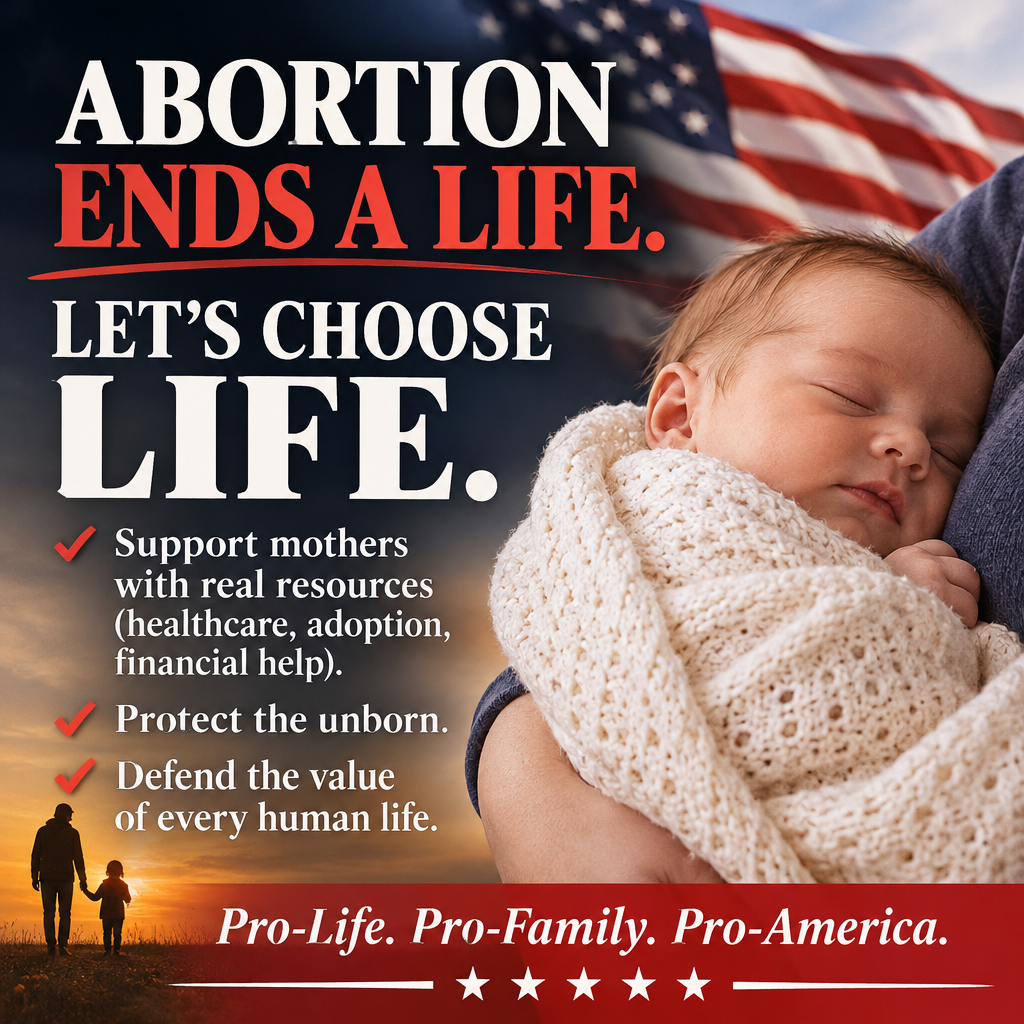 ABORTION
ENDS A LIFE.
LET'S CHOOSE
LIFE.
Support mothers
with real resources
(healthcare, adoption,
financial help).
Protect the unborn.
Defend the value
of every human life.
Pro-Life. Pro-Family. Pro-America.